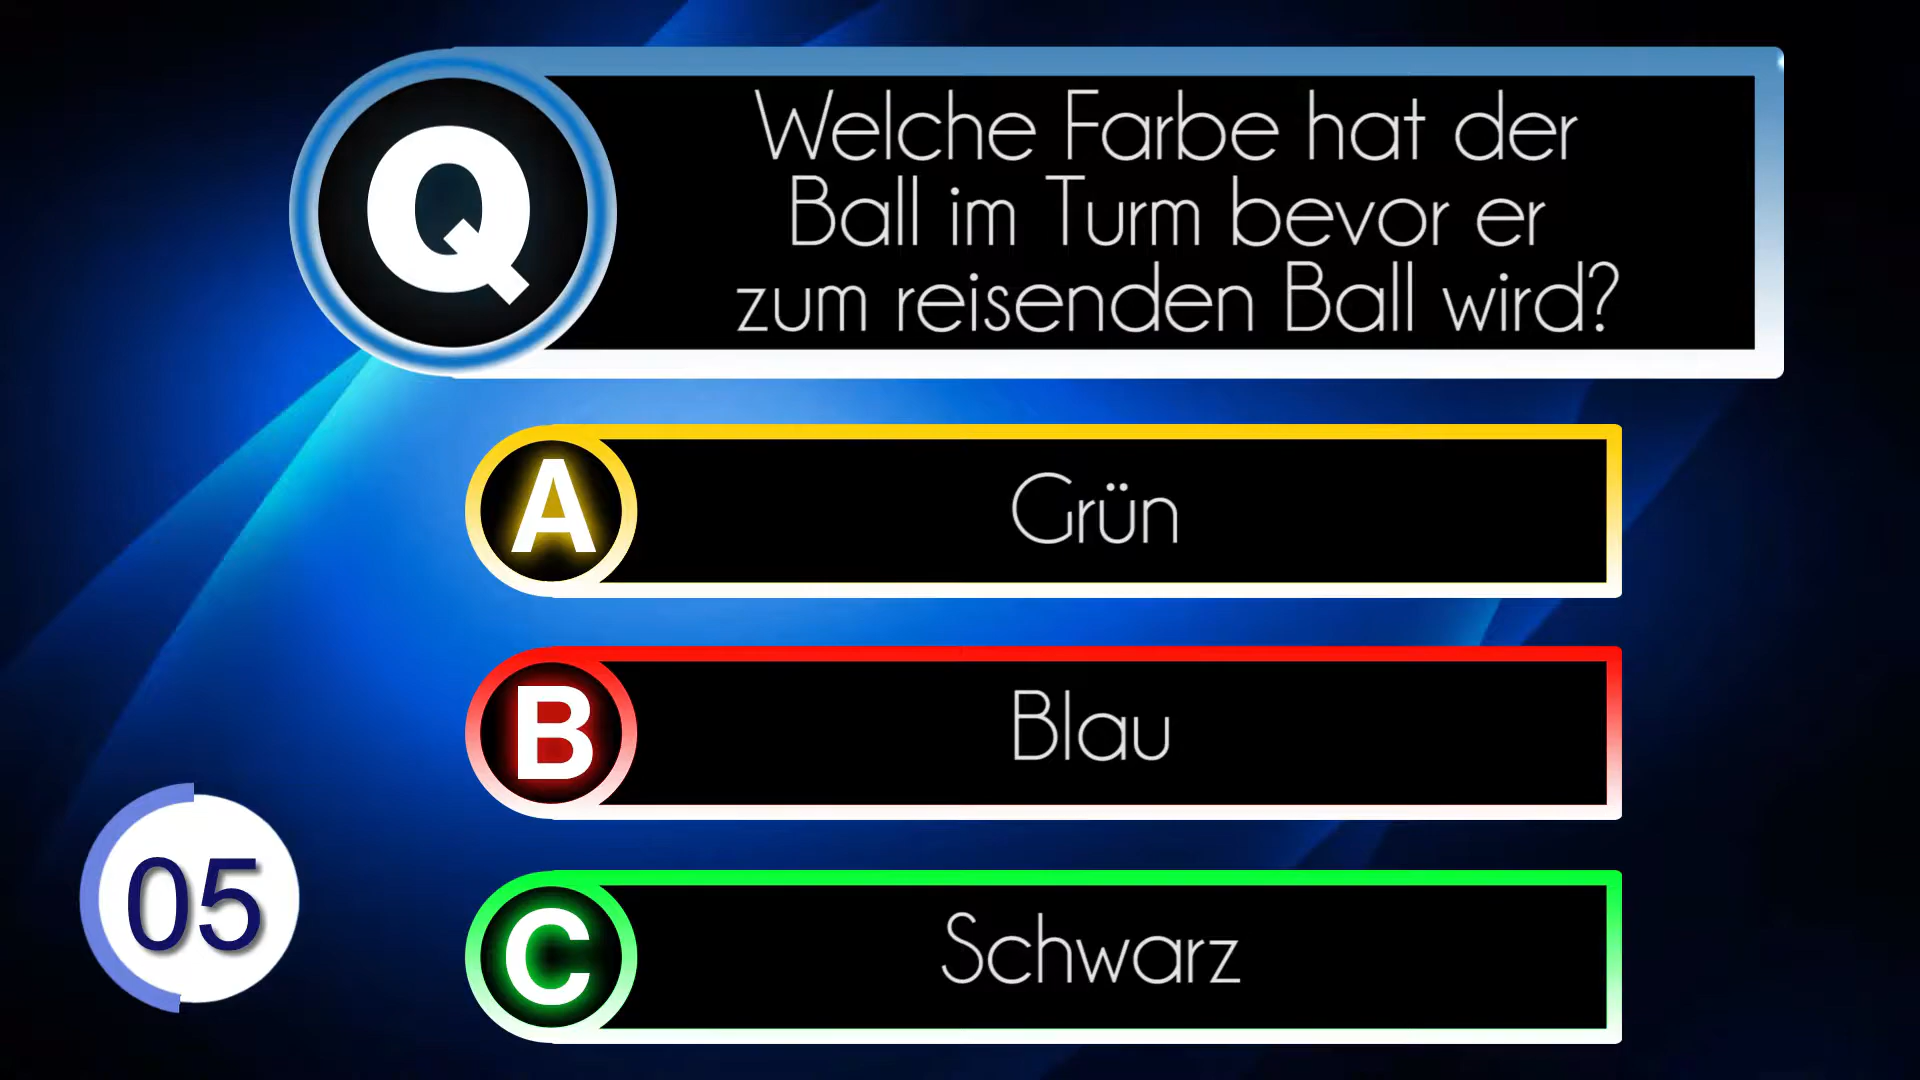 Q
Welche Farbe hat der
Ball im Turm bevor er
zum reisenden Ball wird?
A
Grün
B
Blau
C
Schwarz
05